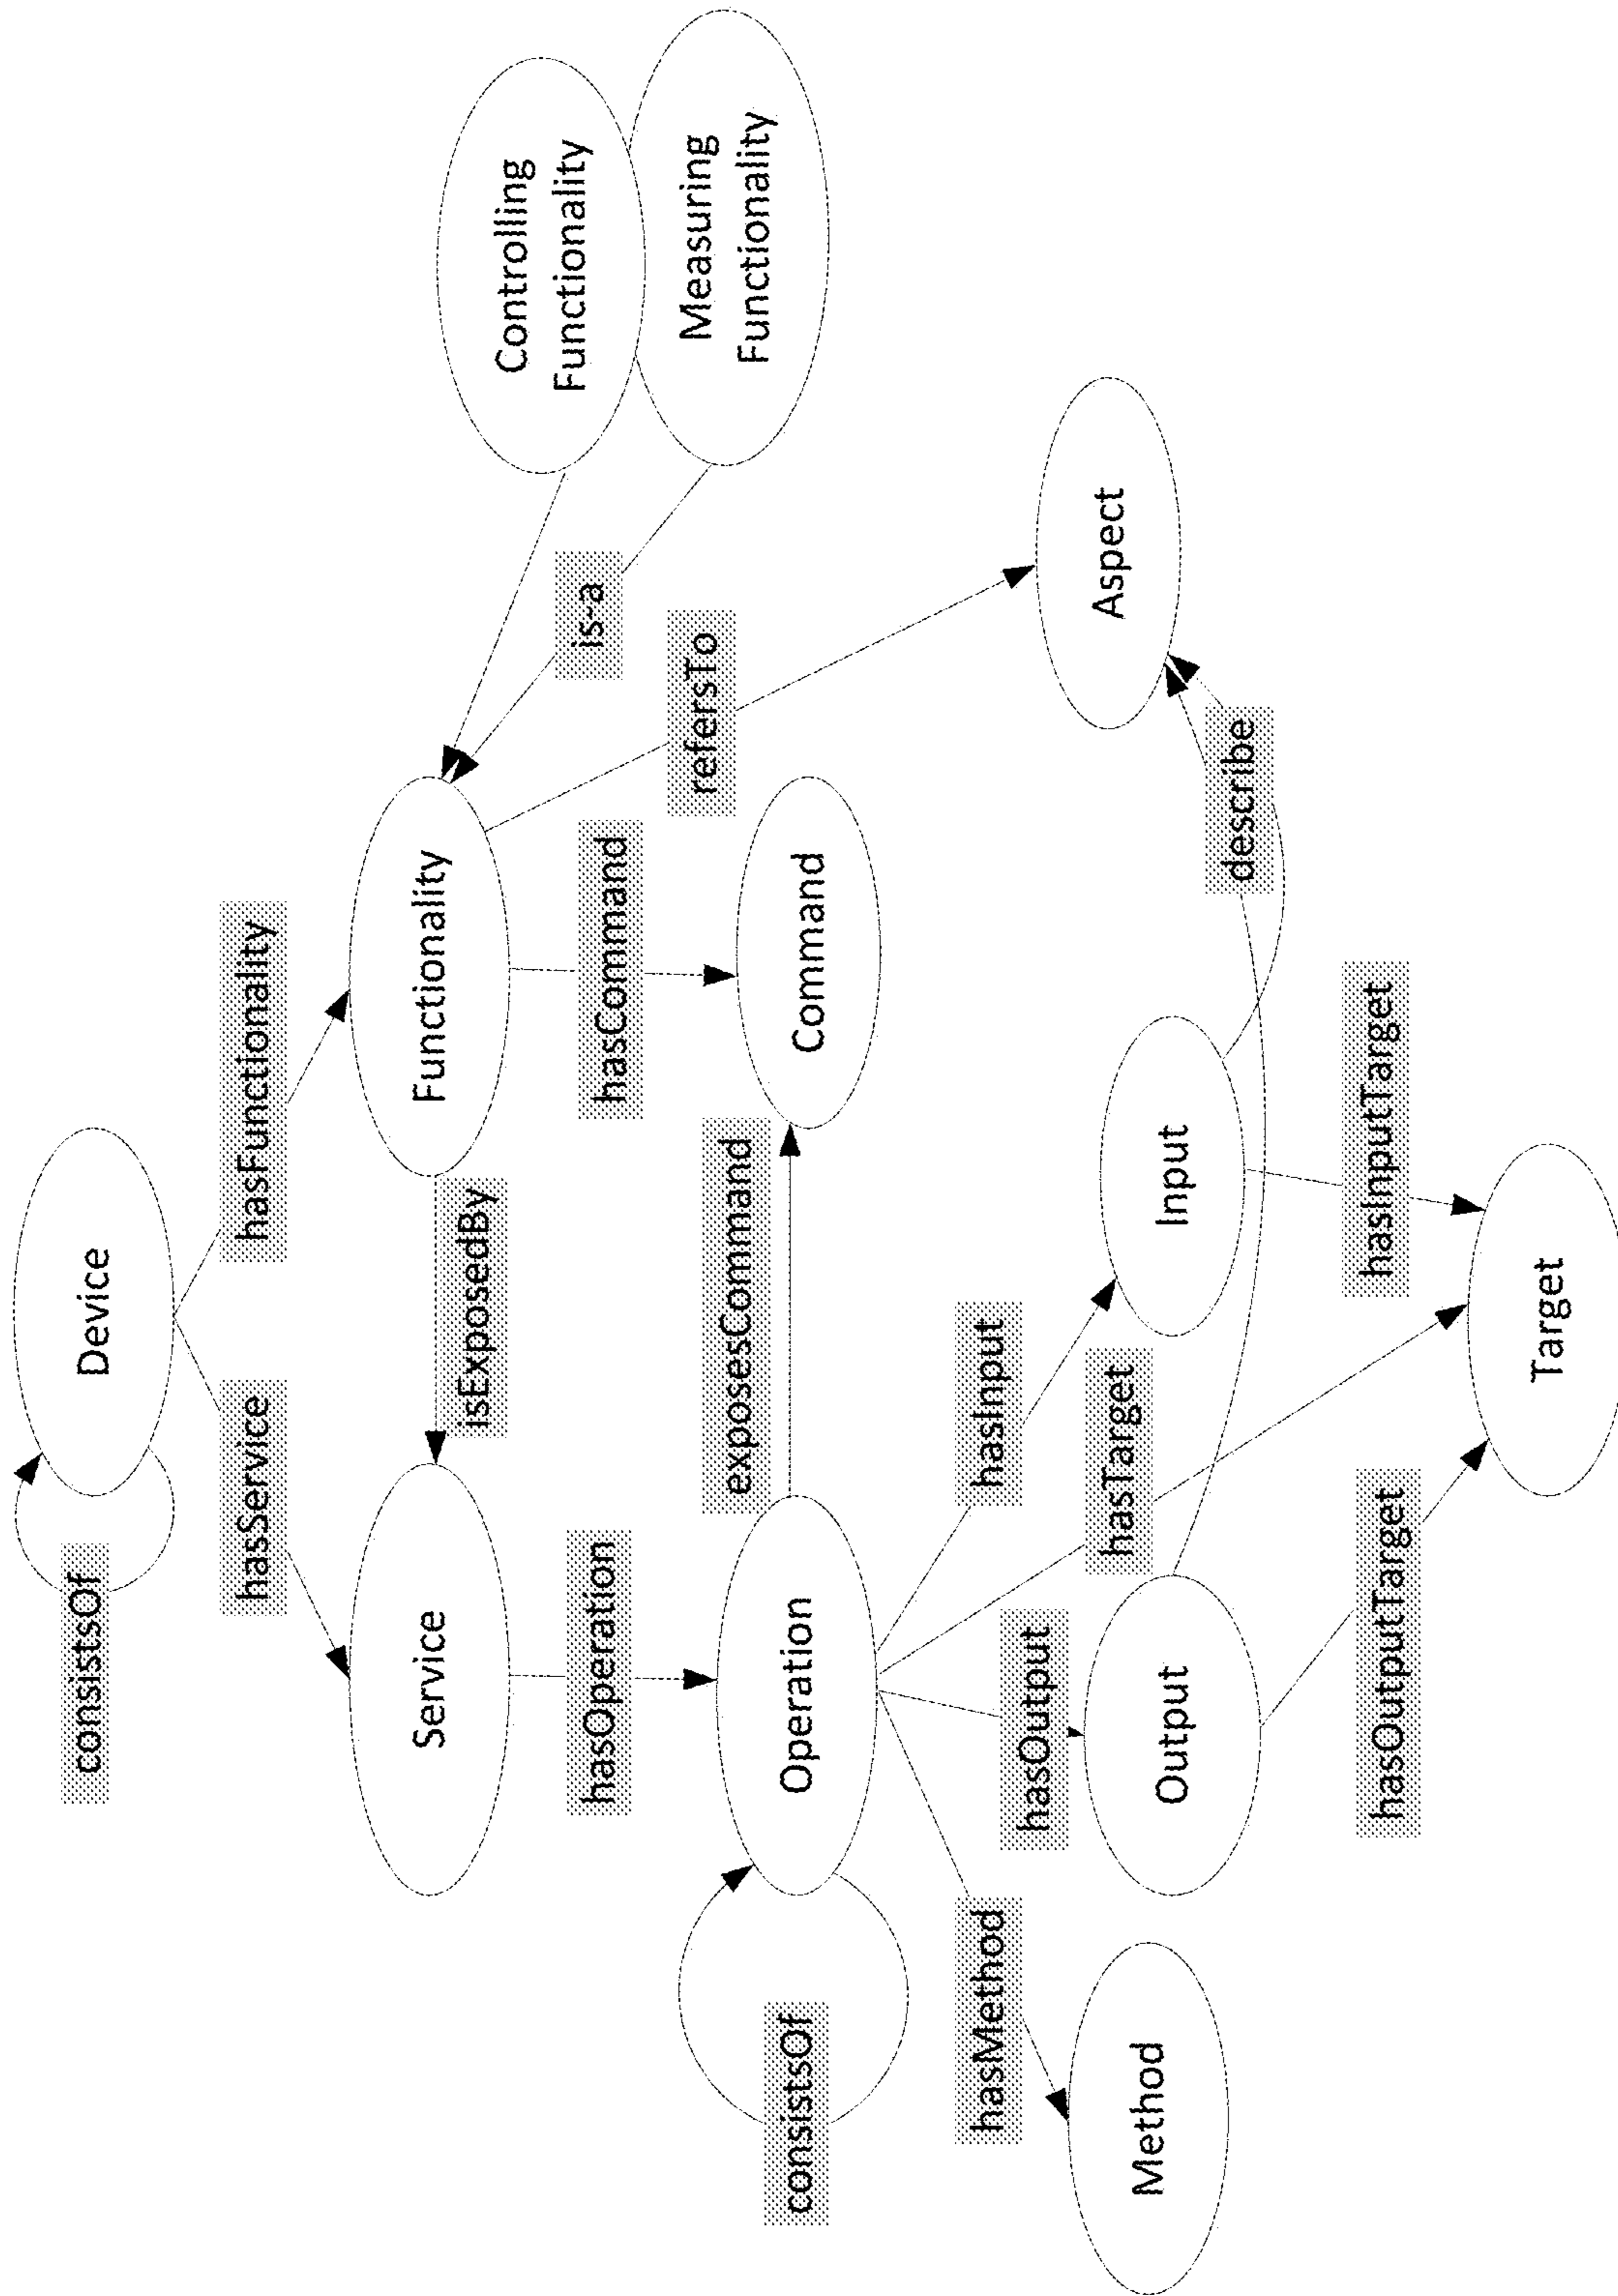 Device
consistsOf
hasService
hasFunctionality
Service
isExposedBy
Functionality
Controlling
Functionality
Measuring
Functionality
is-a
hasOperation
hasCommand
refersTo
consistsOf
Operation
exposesCommand
Command
hasMethod
hasOutput
hasTarget
hasInput
Method
Output
Input
describe
Aspect
hasOutputTarget
hasInputTarget
Target